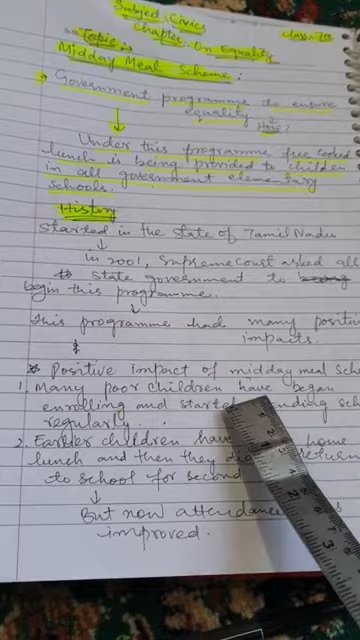 Subject Civics
Class - 7th
Chapter On Equality
Topic :-
Midday Meal Scheme :
Government programme to ensure
equality
How?
Under this programme free cooked
lunch is being provided to children
in all government elementary
schools.
History
Started in the state of Tamil Nadu
in 2001, Supreme Court asked all
state government to
begin this programme.
This programme had many positive
impacts.
Positive impact of midday meal sche
1. Many poor children have began
enrolling and started sch
regularly.
2. Earlier children have home
lunch and then they return
to school for second
But now attendance
improved.